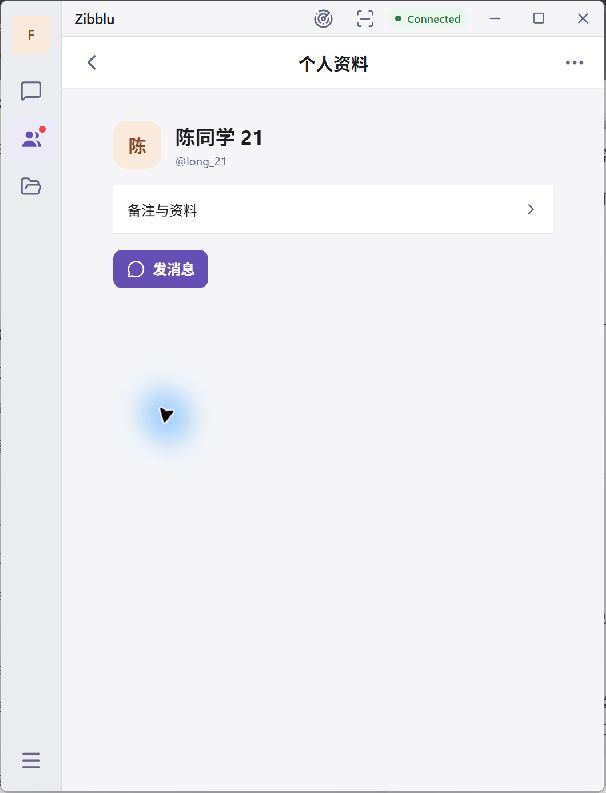 Zibblu
Connected
F
个人资料
陈
陈同学 21
@long_21
备注与资料
发消息